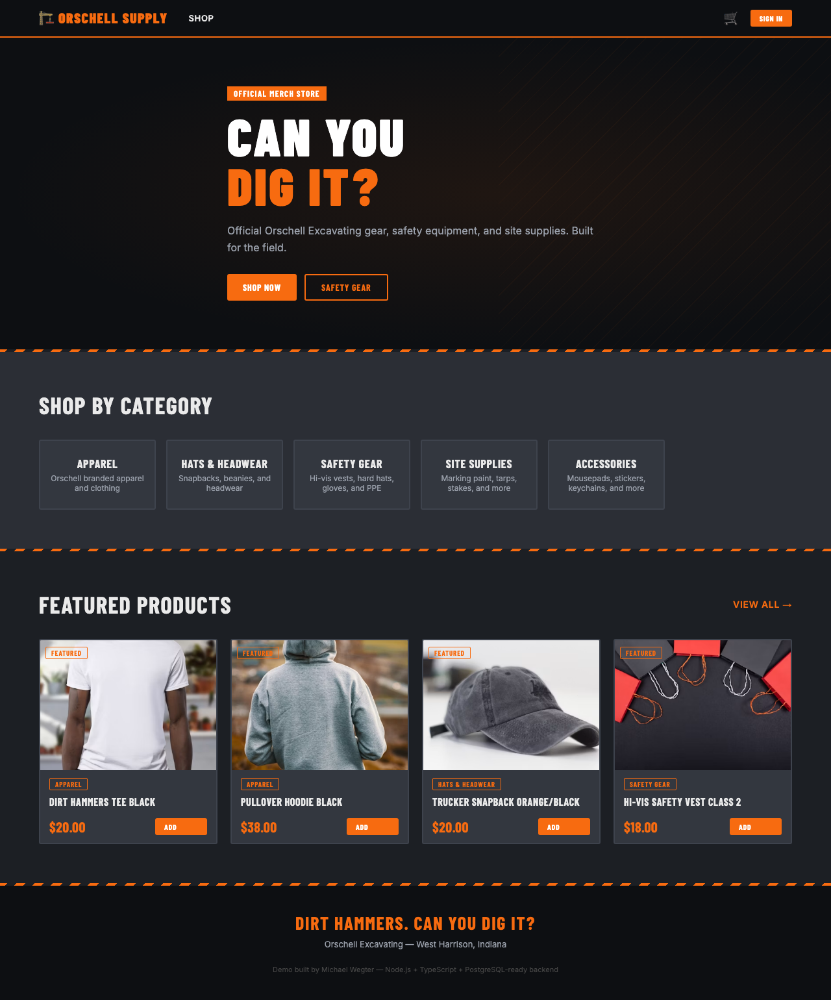 ORSCHELL SUPPLY
SHOP
SIGN IN
OFFICIAL MERCH STORE
CAN YOU
DIG IT?
Official Orschell Excavating gear, safety equipment, and site supplies. Built
for the field.
SHOP NOW
SAFETY GEAR
SHOP BY CATEGORY
APPAREL
Orschell branded apparel
and clothing
HATS & HEADWEAR
Snapbacks, beanies, and
headwear
SAFETY GEAR
Hi-vis vests, hard hats,
gloves, and PPE
SITE SUPPLIES
Marking paint, tarps,
stakes, and more
ACCESSORIES
Mousepads, stickers,
keychains, and more
FEATURED PRODUCTS
VIEW ALL →
FEATURED
APPAREL
DIRT HAMMERS TEE BLACK
$20.00
ADD
FEATURED
APPAREL
PULLOVER HOODIE BLACK
$38.00
ADD
FEATURED
HATS & HEADWEAR
TRUCKER SNAPBACK ORANGE/BLACK
$20.00
ADD
FEATURED
SAFETY GEAR
HI-VIS SAFETY VEST CLASS 2
$18.00
ADD
DIRT HAMMERS. CAN YOU DIG IT?
Orschell Excavating — West Harrison, Indiana
Demo built by Michael Wegter — Node.js + TypeScript + PostgreSQL-ready backend